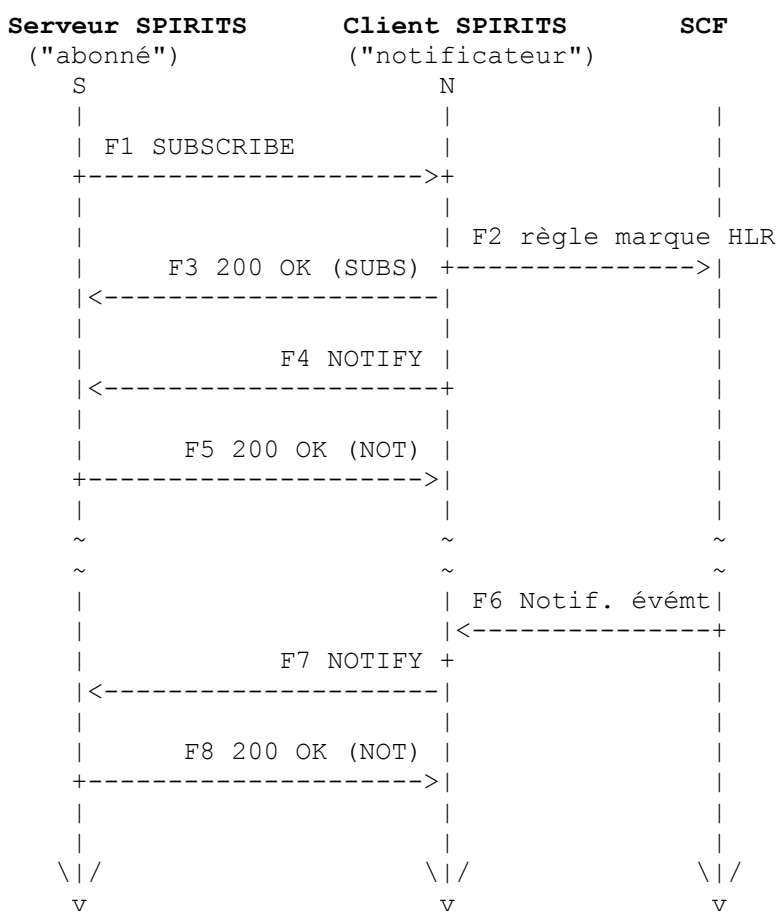 Serveur SPIRITS Client SPIRITS SCF
("abonné") ("notificateur")
S N
| | |
| F1 SUBSCRIBE | |
+--------------------->+ |
| | |
| | F2 règle marque HLR
| F3 200 OK (SUBS) +--------------->|
|<---------------------| |
| | |
| F4 NOTIFY | |
|<---------------------+ |
| | |
| F5 200 OK (NOT) | |
+--------------------->| |
| | |
~ ~ ~
~ ~ ~
| | F6 Notif. évémt|
| |<---------------+
| F7 NOTIFY + |
|<---------------------| |
| | |
| F8 200 OK (NOT) | |
+--------------------->| |
| | |
| | |
\|/ \|/ \|/
v v v